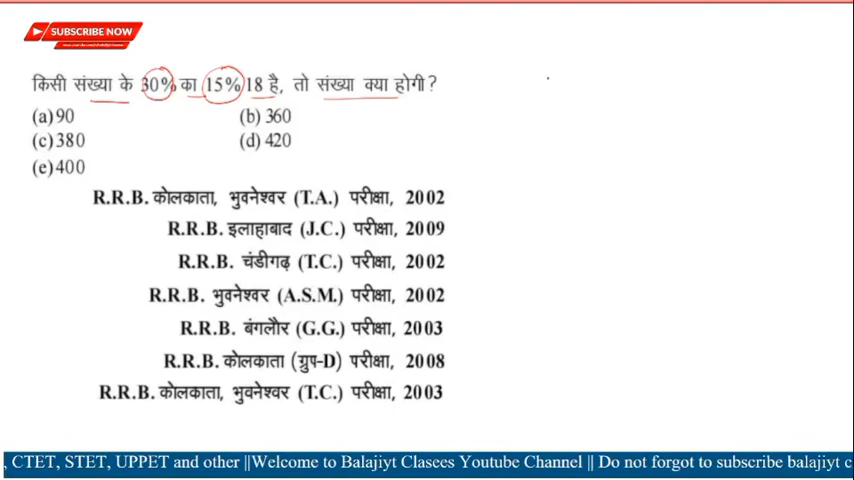 SUBSCRIBE NOW
किसी संख्या के 30% का 15% 18 है, तो संख्या क्या होगी?
(a) 90 (b) 360
(c) 380 (d) 420
(e) 400
R.R.B. कोलकाता, भुवनेश्वर (T.A.) परीक्षा, 2002
R.R.B. इलाहाबाद (J.C.) परीक्षा, 2009
R.R.B. चंडीगढ़ (T.C.) परीक्षा, 2002
R.R.B. भुवनेश्वर (A.S.M.) परीक्षा, 2002
R.R.B. बंगलौर (G.G.) परीक्षा, 2003
R.R.B. कोलकाता (ग्रुप-D) परीक्षा, 2008
R.R.B. कोलकाता, भुवनेश्वर (T.C.) परीक्षा, 2003
, CTET, STET, UPPET and other ||Welcome to Balajiyt Clasees Youtube Channel || Do not forgot to subscribe balajiyt c